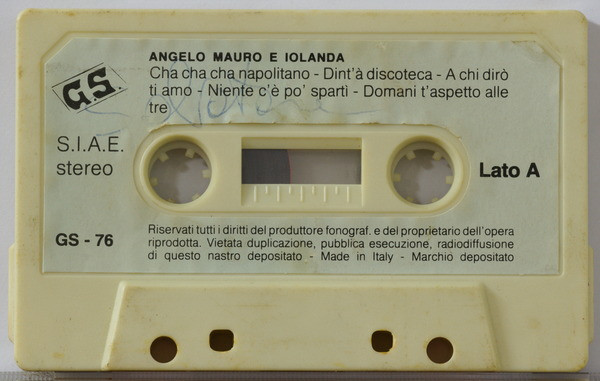 ANGELO MAURO E IOLANDA
Cha cha cha napolitano - Dint'à discoteca - A chi dirò
ti amo - Niente c'è po' spartì - Domani t'aspetto alle
tre
GS.
S.I.A.E.
stereo
Lato A
GS - 76
Riservati tutti i diritti del produttore fonograf. e del proprietario dell'opera
riprodotta. Vietata duplicazione, pubblica esecuzione, radiodiffusione
di questo nastro depositato - Made in Italy - Marchio depositato